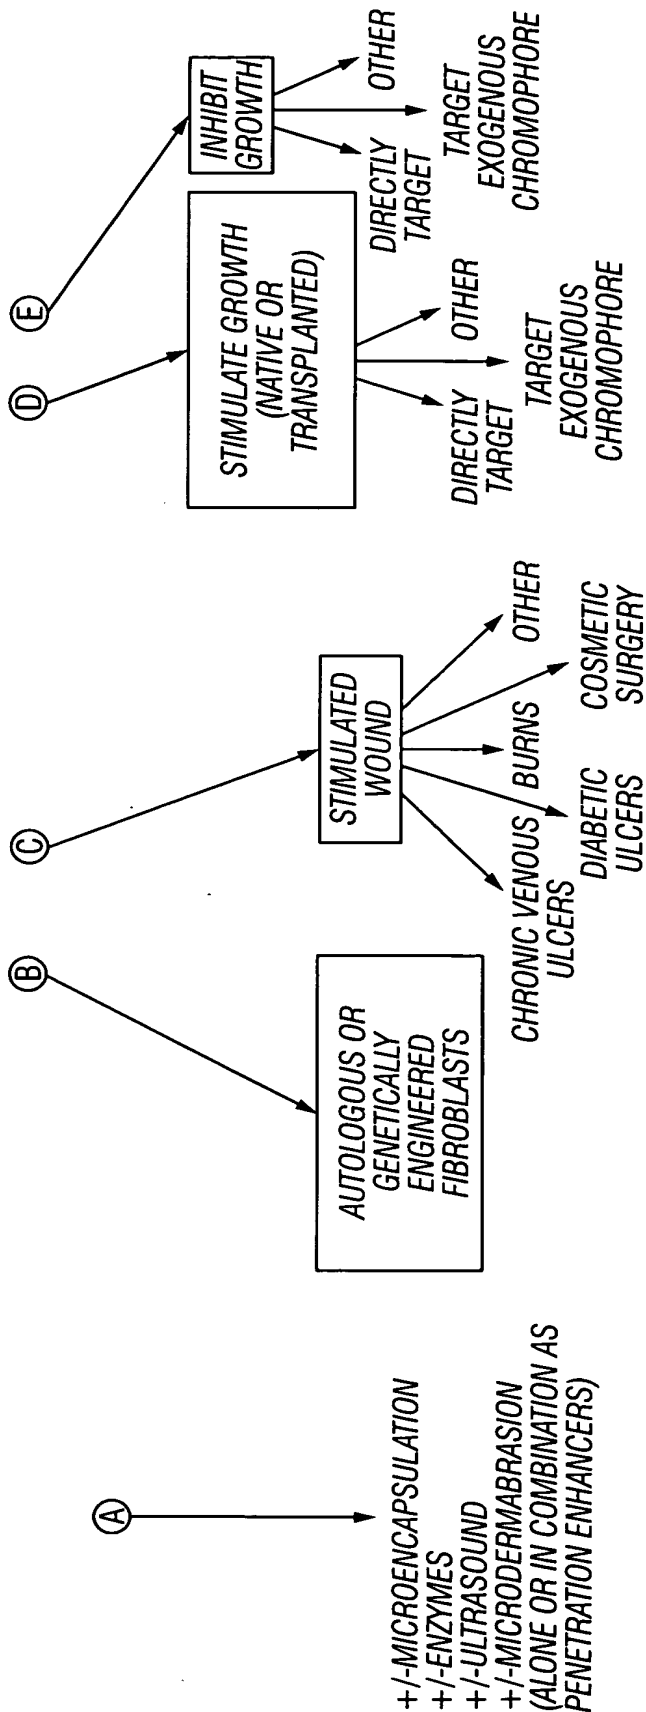 A
+/-MICROENCAPSULATION
+/-ENZYMES
+/-ULTRASOUND
+/-MICRODERMABRASION
(ALONE OR IN COMBINATION AS
PENETRATION ENHANCERS)
B
AUTOLOGOUS OR
GENETICALLY
ENGINEERED
FIBROBLASTS
C
STIMULATED
WOUND
CHRONIC VENOUS
ULCERS
DIABETIC
ULCERS
BURNS
COSMETIC
SURGERY
OTHER
D
STIMULATE GROWTH
(NATIVE OR
TRANSPLANTED)
DIRECTLY
TARGET
TARGET
EXOGENOUS
CHROMOPHORE
OTHER
E
INHIBIT
GROWTH
DIRECTLY
TARGET
TARGET
EXOGENOUS
CHROMOPHORE
OTHER